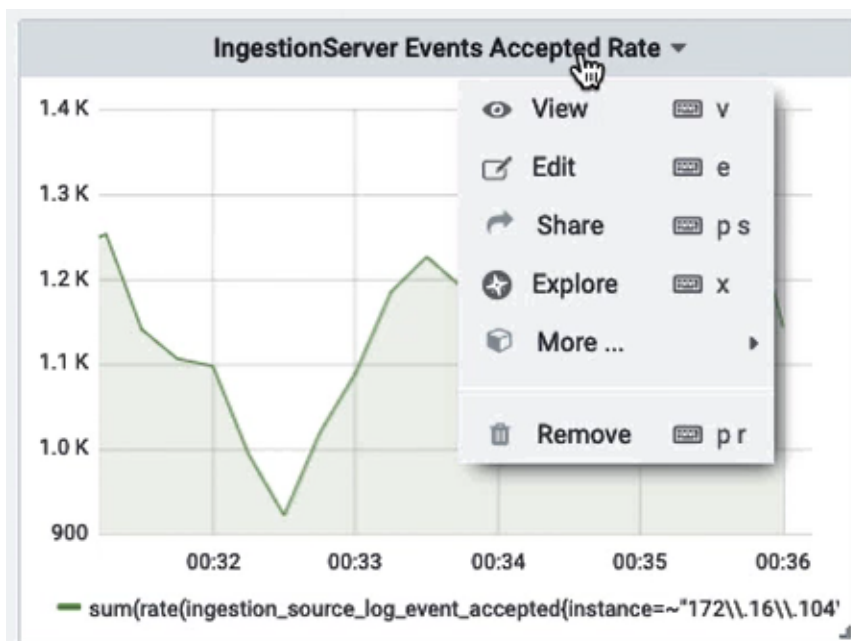 IngestionServer Events Accepted Rate
1.4 K
1.3 K
1.2 K
1.1 K
1.0 K
900
View v
Edit e
Share p s
Explore x
More ...
Remove p r
00:32 00:33 00:34 00:35 00:36
sum(rate(ingestion_source_log_event_accepted{instance=~"172\\.16\\.104'